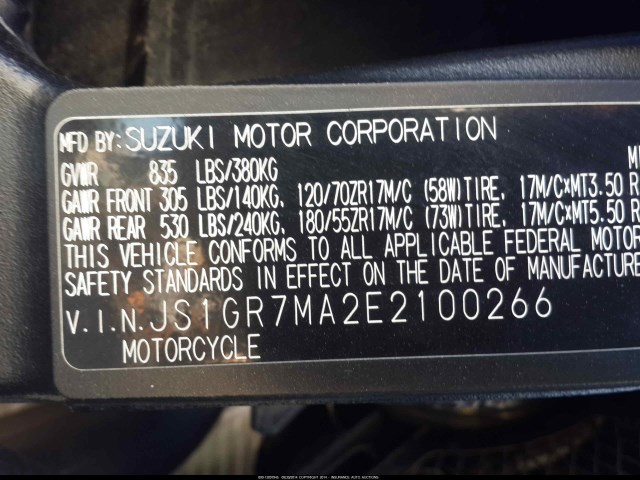 MFD BY: SUZUKI MOTOR CORPORATION
GVWR 835 LBS/380KG
GAWR FRONT 305 LBS/140KG, 120/70ZR17M/C (58W)TIRE, 17M/C×MT3.50 R
GAWR REAR 530 LBS/240KG, 180/55ZR17M/C (73W)TIRE, 17M/C×MT5.50 R
THIS VEHICLE CONFORMS TO ALL APPLICABLE FEDERAL MOTOR
SAFETY STANDARDS IN EFFECT ON THE DATE OF MANUFACTURE
V.I.N. JS1GR7MA2E2100266
MOTORCYCLE